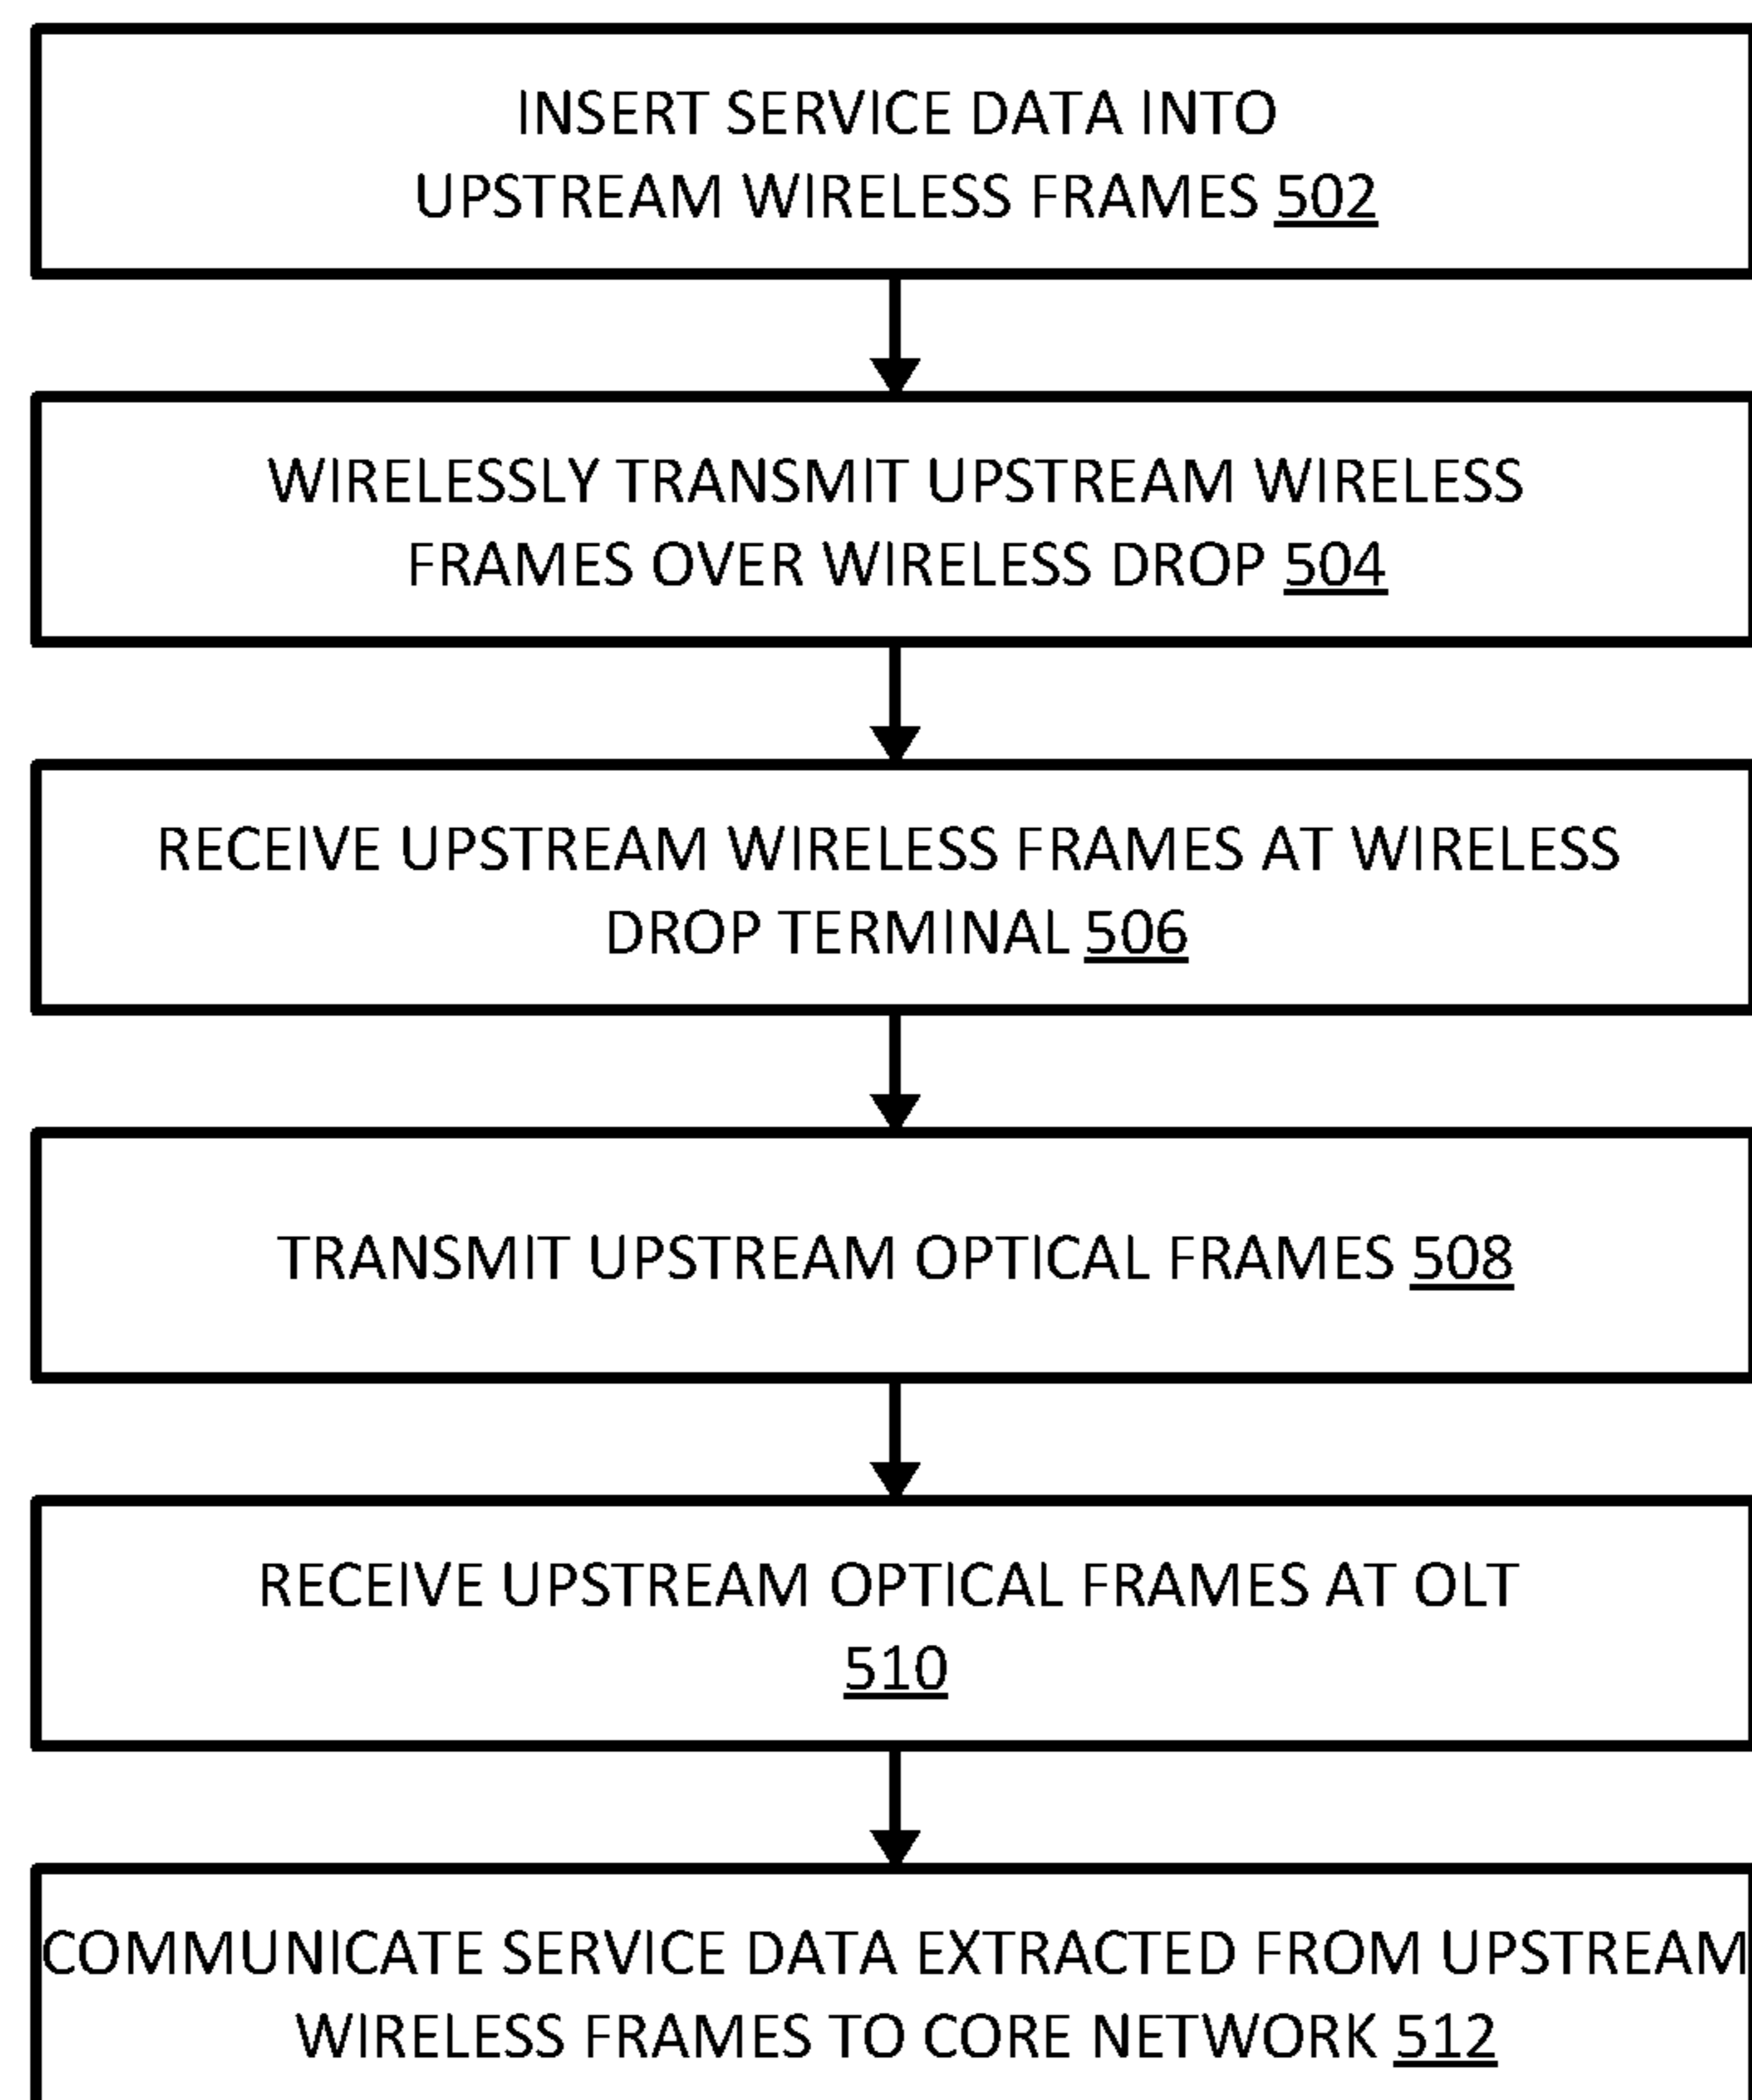 INSERT SERVICE DATA INTO
UPSTREAM WIRELESS FRAMES 502
WIRELESSLY TRANSMIT UPSTREAM WIRELESS
FRAMES OVER WIRELESS DROP 504
RECEIVE UPSTREAM WIRELESS FRAMES AT WIRELESS
DROP TERMINAL 506
TRANSMIT UPSTREAM OPTICAL FRAMES 508
RECEIVE UPSTREAM OPTICAL FRAMES AT OLT
510
COMMUNICATE SERVICE DATA EXTRACTED FROM UPSTREAM
WIRELESS FRAMES TO CORE NETWORK 512